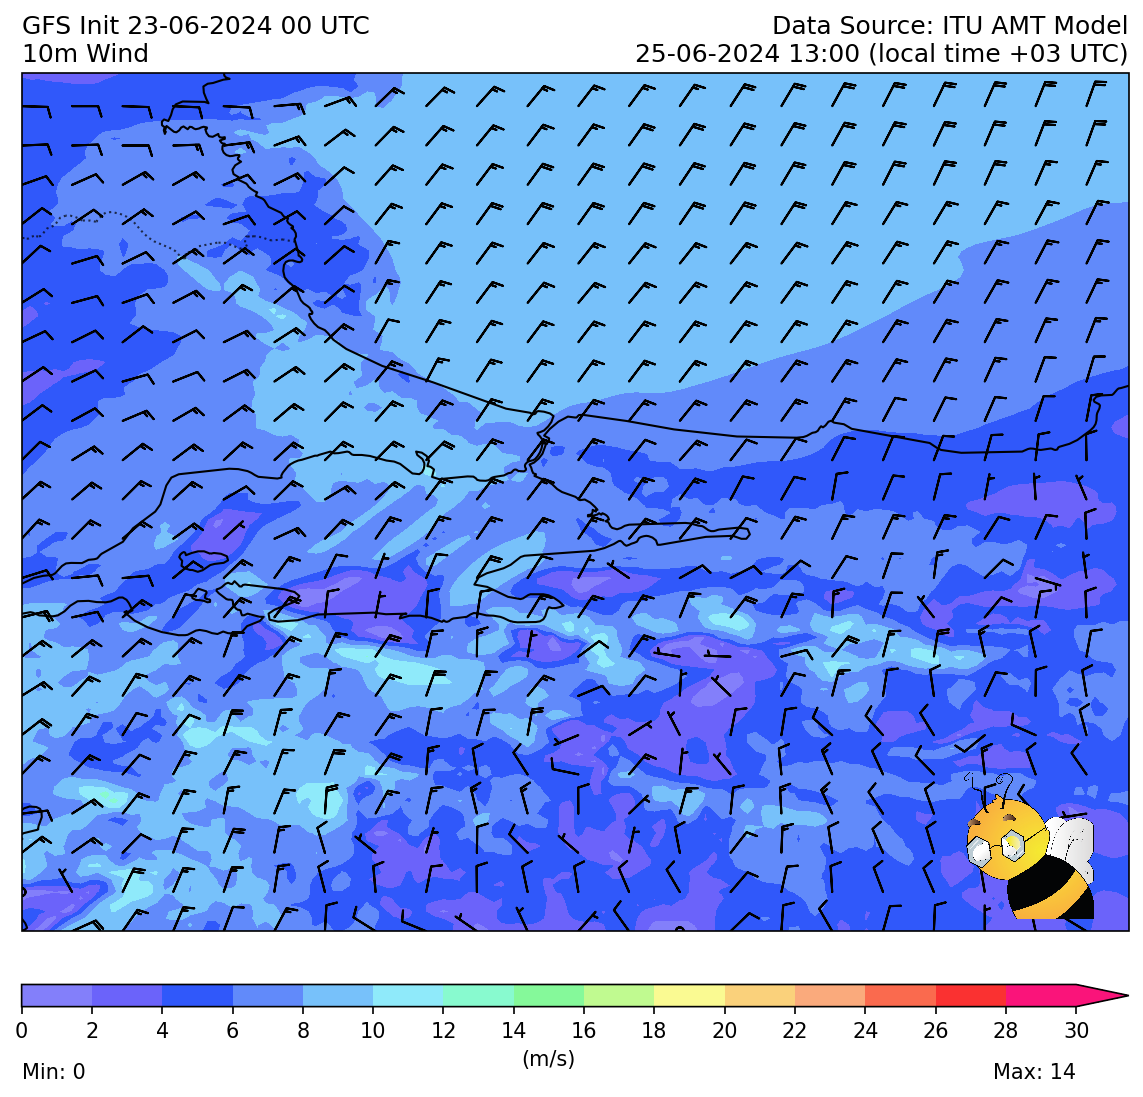 GFS Init 23-06-2024 00 UTC
Data Source: ITU AMT Model
10m Wind
25-06-2024 13:00 (local time +03 UTC)
0 2 4 6 8 10 12 14 16 18 20 22 24 26 28 30
(m/s)
Min: 0
Max: 14